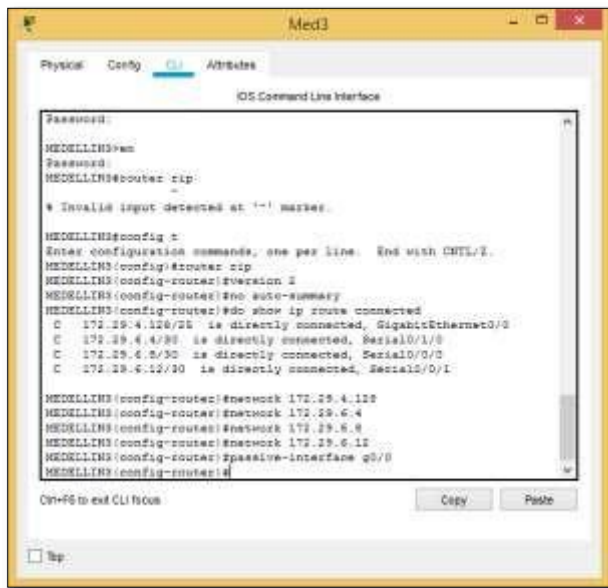 Med3
Physical Config CLI Attributes
IOS Command Line Interface
Password:
MEDELLIN3>en
Password:
MEDELLIN3#router rip
^
% Invalid input detected at '^' marker.
MEDELLIN3#config t
Enter configuration commands, one per line. End with CNTL/Z.
MEDELLIN3(config)#router rip
MEDELLIN3(config-router)#version 2
MEDELLIN3(config-router)#no auto-summary
MEDELLIN3(config-router)#do show ip route connected
C 172.29.4.128/25 is directly connected, GigabitEthernet0/0
C 172.29.6.4/30 is directly connected, Serial0/1/0
C 172.29.6.8/30 is directly connected, Serial0/0/0
C 172.29.6.12/30 is directly connected, Serial0/0/1
MEDELLIN3(config-router)#network 172.29.4.128
MEDELLIN3(config-router)#network 172.29.6.4
MEDELLIN3(config-router)#network 172.29.6.8
MEDELLIN3(config-router)#network 172.29.6.12
MEDELLIN3(config-router)#passive-interface g0/0
MEDELLIN3(config-router)#
Ctrl+F6 to exit CLI focus
Copy Paste
Top